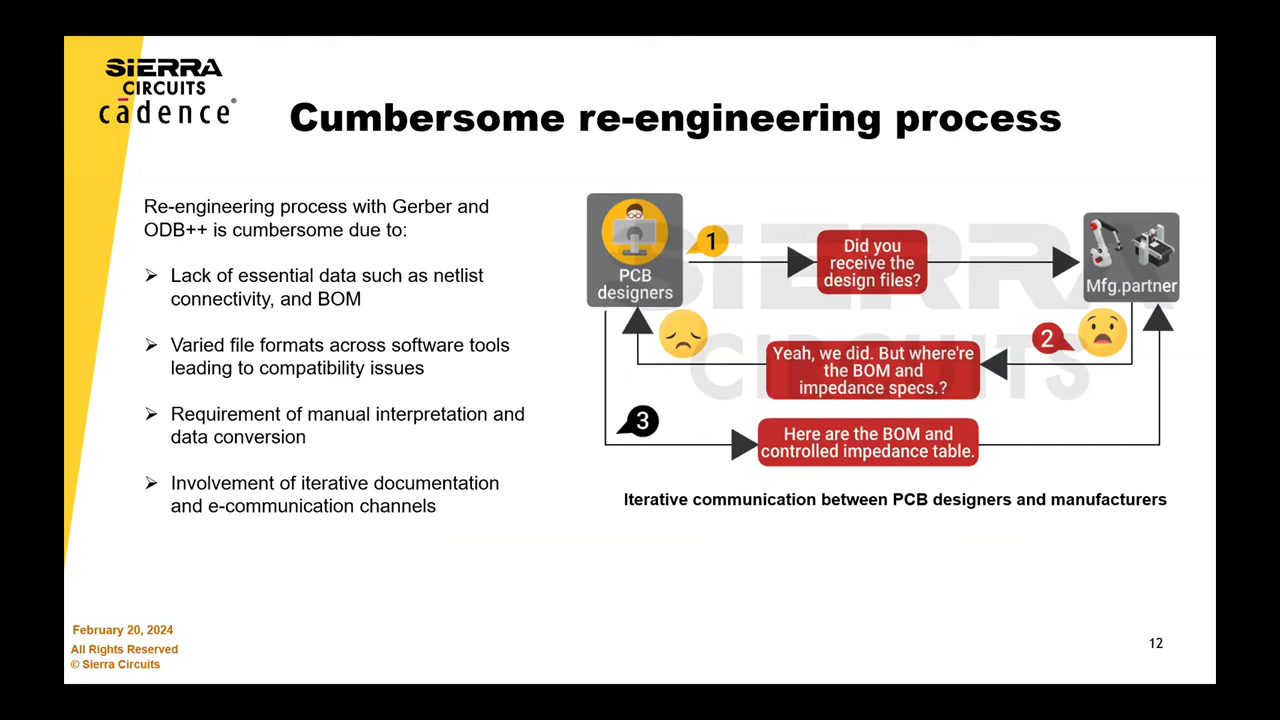 SIERRA
CIRCUITS
cādence®
Cumbersome re-engineering process
Re-engineering process with Gerber and
ODB++ is cumbersome due to:
➢ Lack of essential data such as netlist
connectivity, and BOM
➢ Varied file formats across software tools
leading to compatibility issues
➢ Requirement of manual interpretation and
data conversion
➢ Involvement of iterative documentation
and e-communication channels
SIERRA
CIRCUITS
PCB
designers
1
Did you
receive the
design files?
Mfg.partner
2
Yeah, we did. But where're
the BOM and
impedance specs.?
3
Here are the BOM and
controlled impedance table.
Iterative communication between PCB designers and manufacturers
February 20, 2024
All Rights Reserved
© Sierra Circuits
12